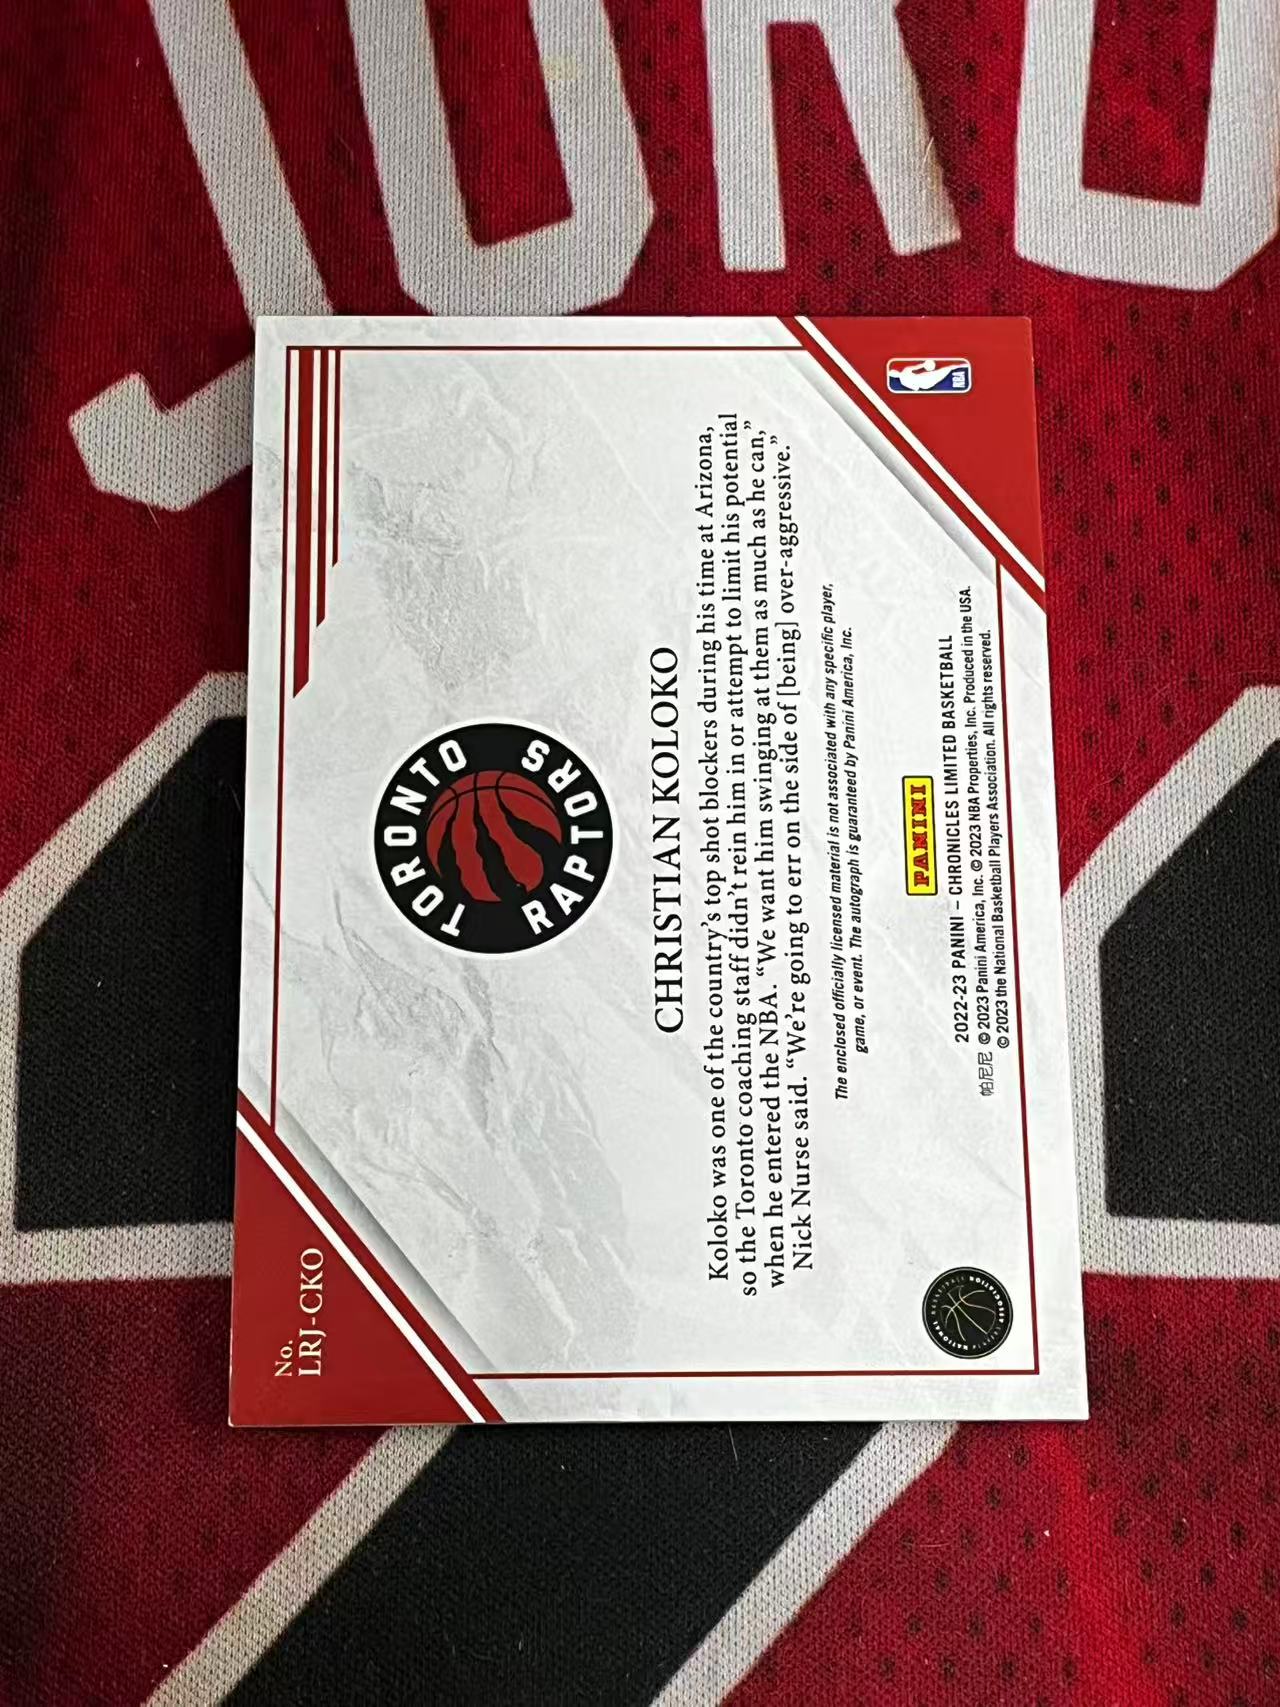 No.
LRJ-CKO
TORONTO
RAPTORS
CHRISTIAN KOLOKO
Koloko was one of the country's top shot blockers during his time at Arizona,
so the Toronto coaching staff didn't rein him in or attempt to limit his potential
when he entered the NBA. “We want him swinging at them as much as he can,”
Nick Nurse said. “We're going to err on the side of [being] over-aggressive.”
The enclosed officially licensed material is not associated with any specific player,
game, or event. The autograph is guaranteed by Panini America, Inc.
PANINI
2022-23 PANINI – CHRONICLES LIMITED BASKETBALL
帕尼尼 © 2023 Panini America, Inc. © 2023 NBA Properties, Inc. Produced in the USA.
© 2023 the National Basketball Players Association. All rights reserved.
NATIONAL BASKETBALL
PLAYERS ASSOCIATION
NBA